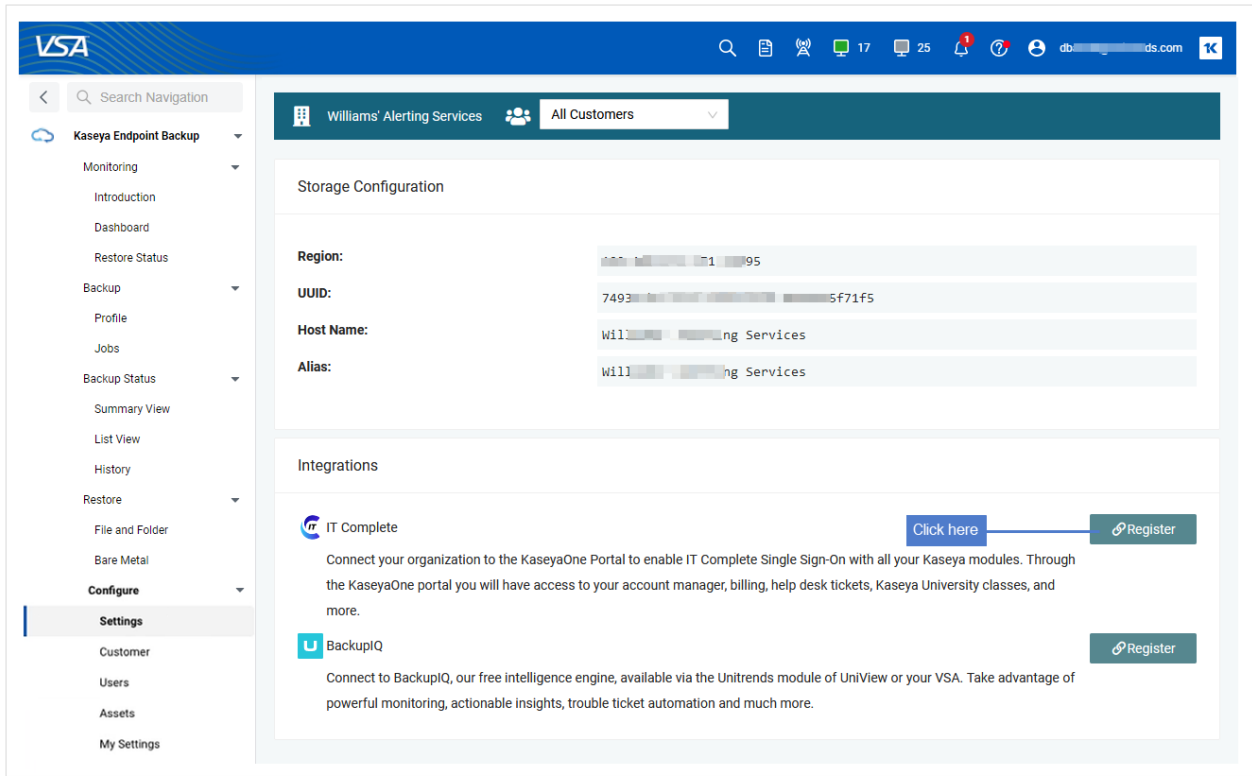 VSA
17
25
1
ds.com
Search Navigation
Williams' Alerting Services
All Customers
Kaseya Endpoint Backup
Monitoring
Introduction
Dashboard
Restore Status
Backup
Profile
Jobs
Backup Status
Summary View
List View
History
Restore
File and Folder
Bare Metal
Configure
Settings
Customer
Users
Assets
My Settings
Storage Configuration
Region:
95
UUID:
7493
5f71f5
Host Name:
ng Services
Alias:
ng Services
Integrations
IT Complete
Click here
Register
Connect your organization to the KaseyaOne Portal to enable IT Complete Single Sign-On with all your Kaseya modules. Through
the KaseyaOne portal you will have access to your account manager, billing, help desk tickets, Kaseya University classes, and
more.
BackupIQ
Register
Connect to BackupIQ, our free intelligence engine, available via the Unitrends module of UniView or your VSA. Take advantage of
powerful monitoring, actionable insights, trouble ticket automation and much more.